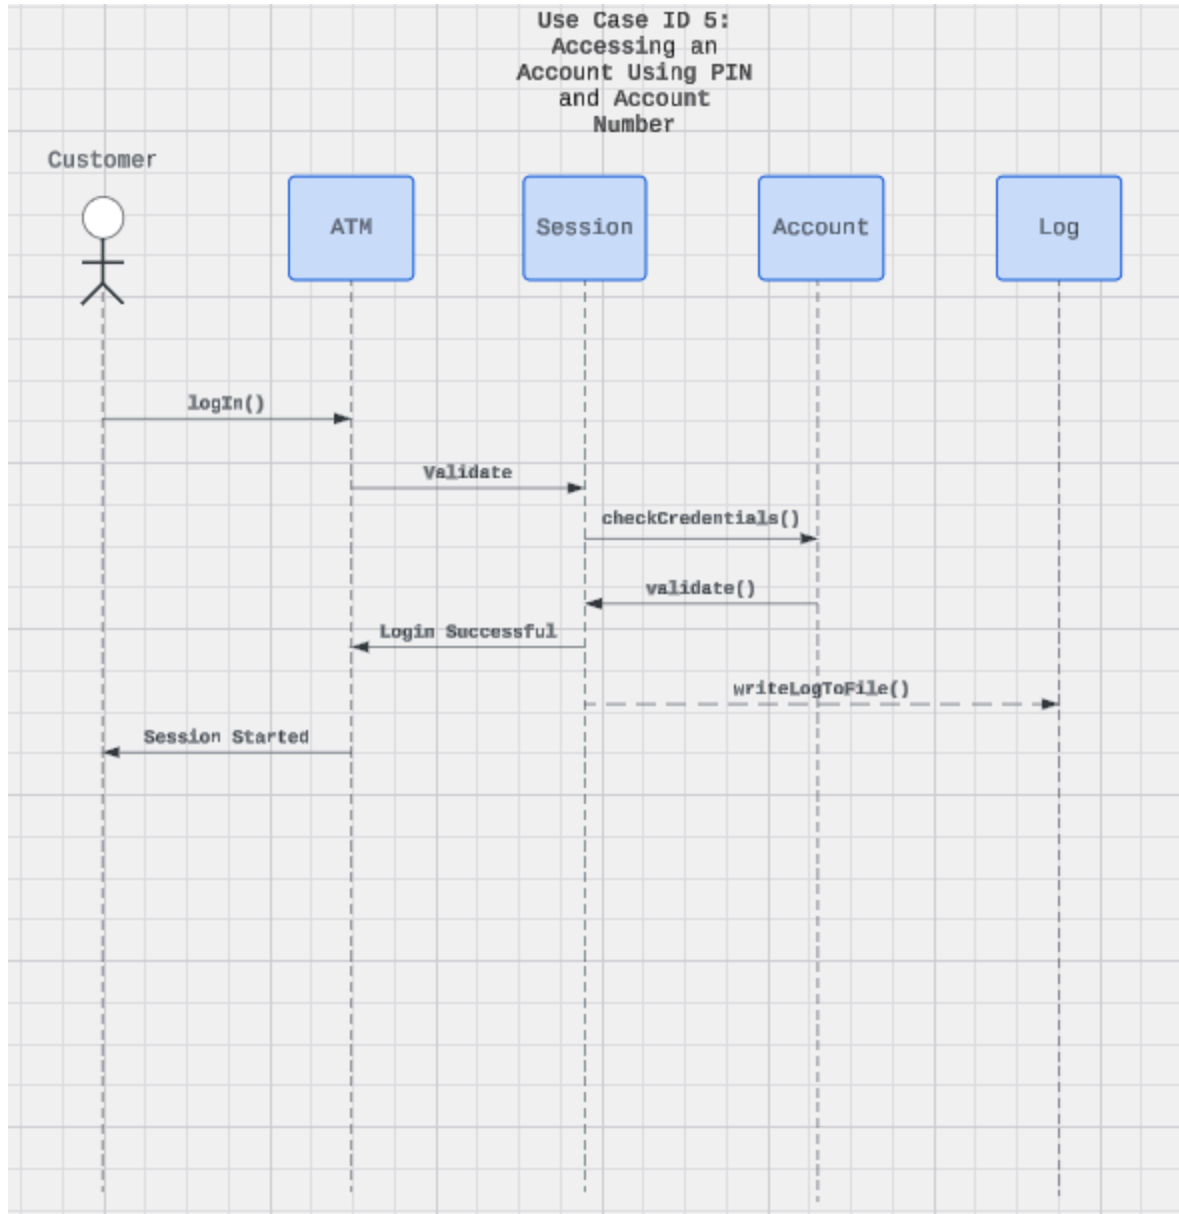 Use Case ID 5:
Accessing an
Account Using PIN
and Account
Number
Customer
ATM
Session
Account
Log
logIn()
Validate
checkCredentials()
validate()
Login Successful
writeLogToFile()
Session Started